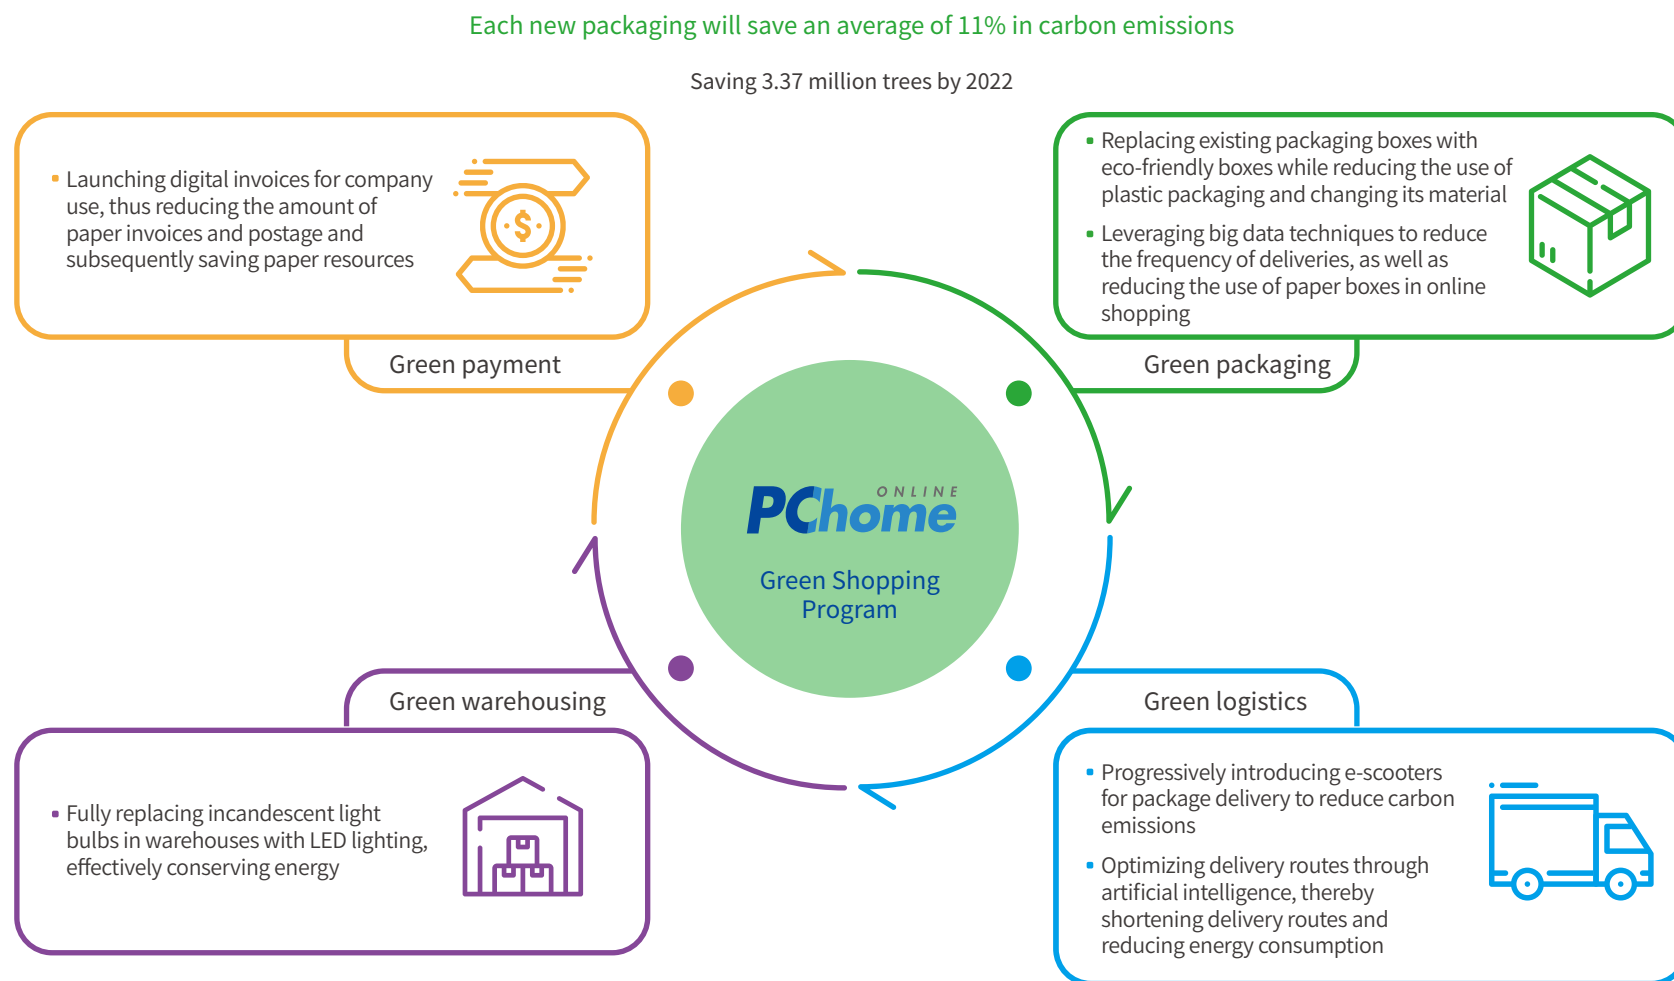 Each new packaging will save an average of 11% in carbon emissions
Saving 3.37 million trees by 2022
Launching digital invoices for company
use, thus reducing the amount of
paper invoices and postage and
subsequently saving paper resources
$
Green payment
Replacing existing packaging boxes with
eco-friendly boxes while reducing the use of
plastic packaging and changing its material
Leveraging big data techniques to reduce
the frequency of deliveries, as well as
reducing the use of paper boxes in online
shopping
Green packaging
PChome ONLINE
Green Shopping
Program
Green warehousing
Fully replacing incandescent light
bulbs in warehouses with LED lighting,
effectively conserving energy
Green logistics
Progressively introducing e-scooters
for package delivery to reduce carbon
emissions
Optimizing delivery routes through
artificial intelligence, thereby
shortening delivery routes and
reducing energy consumption